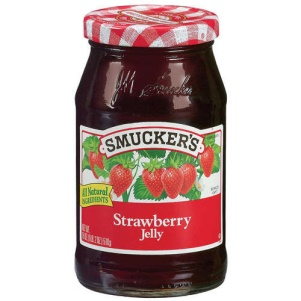 SMUCKER'S
All Natural
INGREDIENTS
Strawberry
Jelly